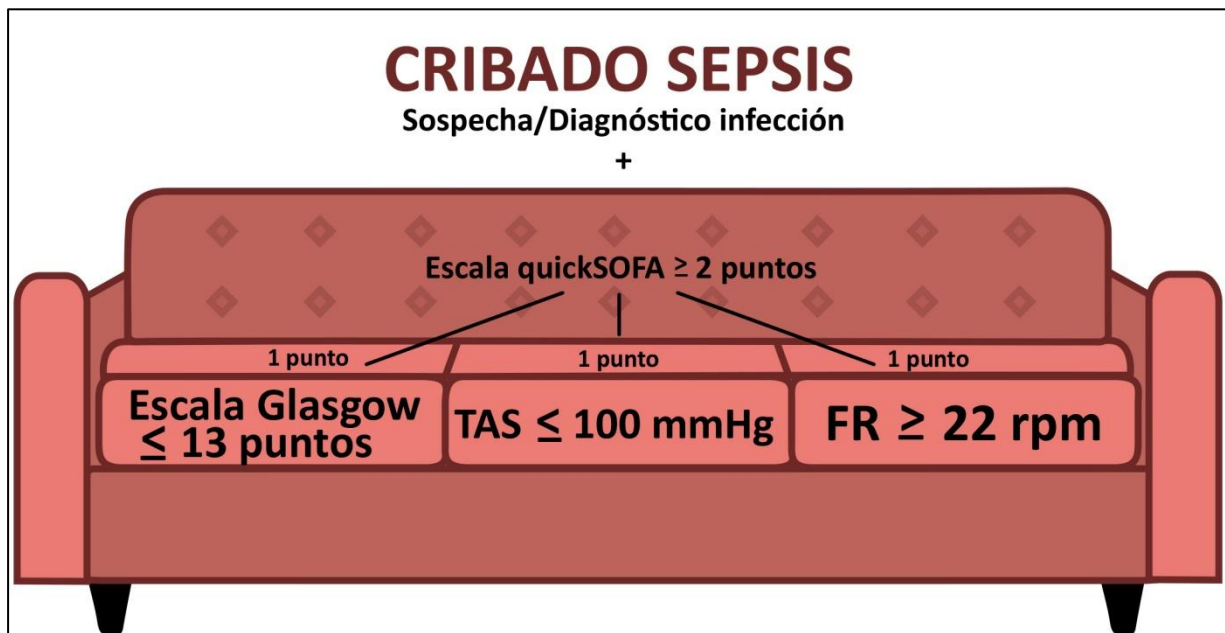 CRIBADO SEPSIS
Sospecha/Diagnóstico infección
+
Escala quickSOFA ≥ 2 puntos
1 punto
1 punto
1 punto
Escala Glasgow
≤ 13 puntos
TAS ≤ 100 mmHg
FR ≥ 22 rpm